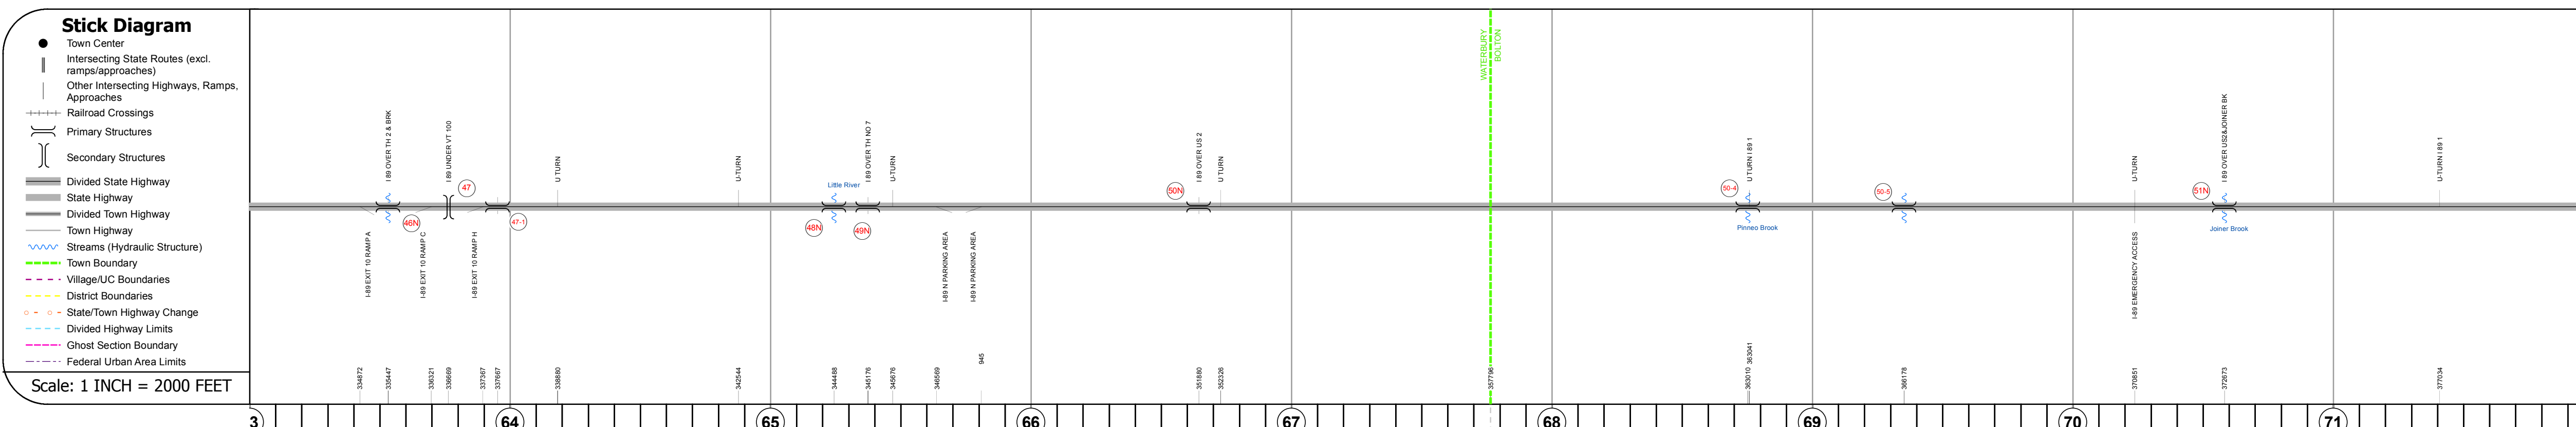 Stick Diagram
Town Center
Intersecting State Routes (excl.
ramps/approaches)
Other Intersecting Highways, Ramps,
Approaches
Railroad Crossings
Primary Structures
Secondary Structures
Divided State Highway
State Highway
Divided Town Highway
Town Highway
Streams (Hydraulic Structure)
Town Boundary
Village/UC Boundaries
District Boundaries
State/Town Highway Change
Divided Highway Limits
Ghost Section Boundary
Federal Urban Area Limits
Scale: 1 INCH = 2000 FEET
WATERBURY
BOLTON
I 89 OVER TH 2 & BRK
I 89 UNDER VT 100
U TURN
U-TURN
I 89 OVER TH NO 7
U-TURN
I 89 OVER US 2
U TURN
U TURN I 89 1
U-TURN
I 89 OVER US2&JOINER BK
U-TURN I 89 1
46N
47
47-1
Little River
48N
49N
50N
50-4
Pinneo Brook
50-5
51N
Joiner Brook
I-89 EXIT 10 RAMP A
I-89 EXIT 10 RAMP C
I-89 EXIT 10 RAMP H
I-89 N PARKING AREA
I-89 N PARKING AREA
I-89 EMERGENCY ACCESS
334872
335447
336321
336669
337367
337667
338880
342544
344488
345176
345676
346569
945
351880
352326
357796
363010
363041
366178
370851
372673
377034
3
64
65
66
67
68
69
70
71